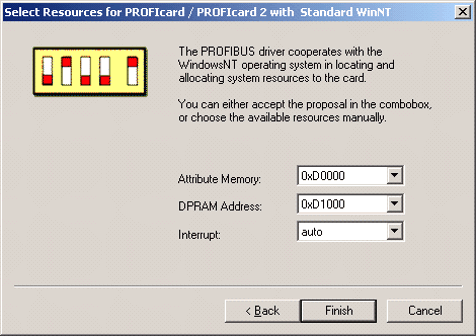 Select Resources for PROFIcard / PROFIcard 2 with Standard WinNT
The PROFIBUS driver cooperates with the
WindowsNT operating system in locating and
allocating system resources to the card.
You can either accept the proposal in the combobox,
or choose the available resources manually.
Attribute Memory: 0xD0000
DPRAM Address: 0xD1000
Interrupt: auto
< Back Finish Cancel